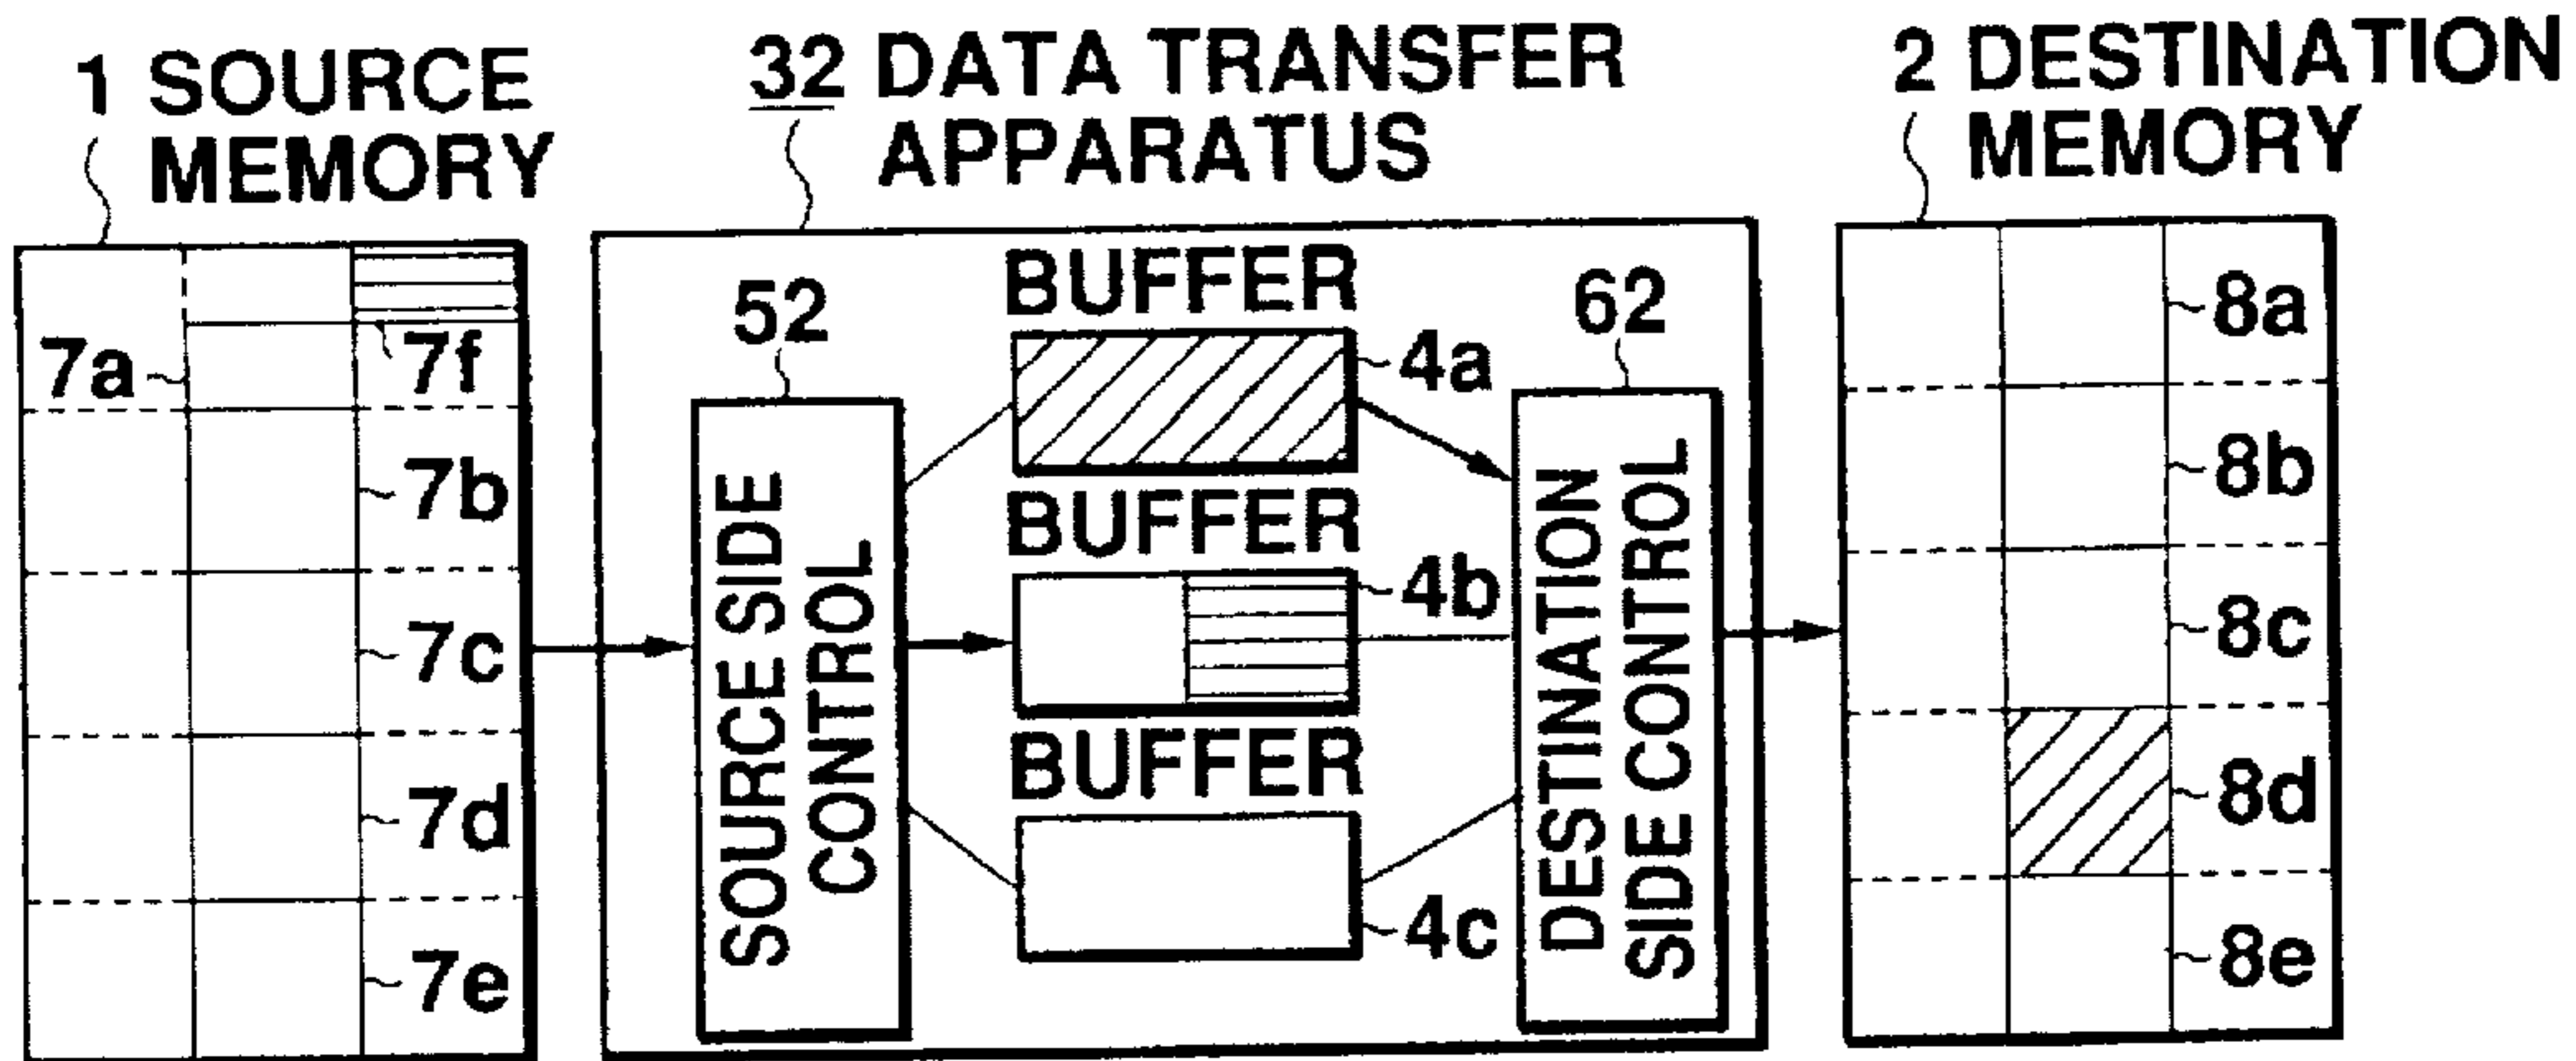 1 SOURCE
MEMORY
7a
7f
7b
7c
7d
7e
32 DATA TRANSFER
APPARATUS
52
SOURCE SIDE
CONTROL
BUFFER
4a
BUFFER
4b
BUFFER
4c
62
DESTINATION
SIDE CONTROL
2 DESTINATION
MEMORY
8a
8b
8c
8d
8e